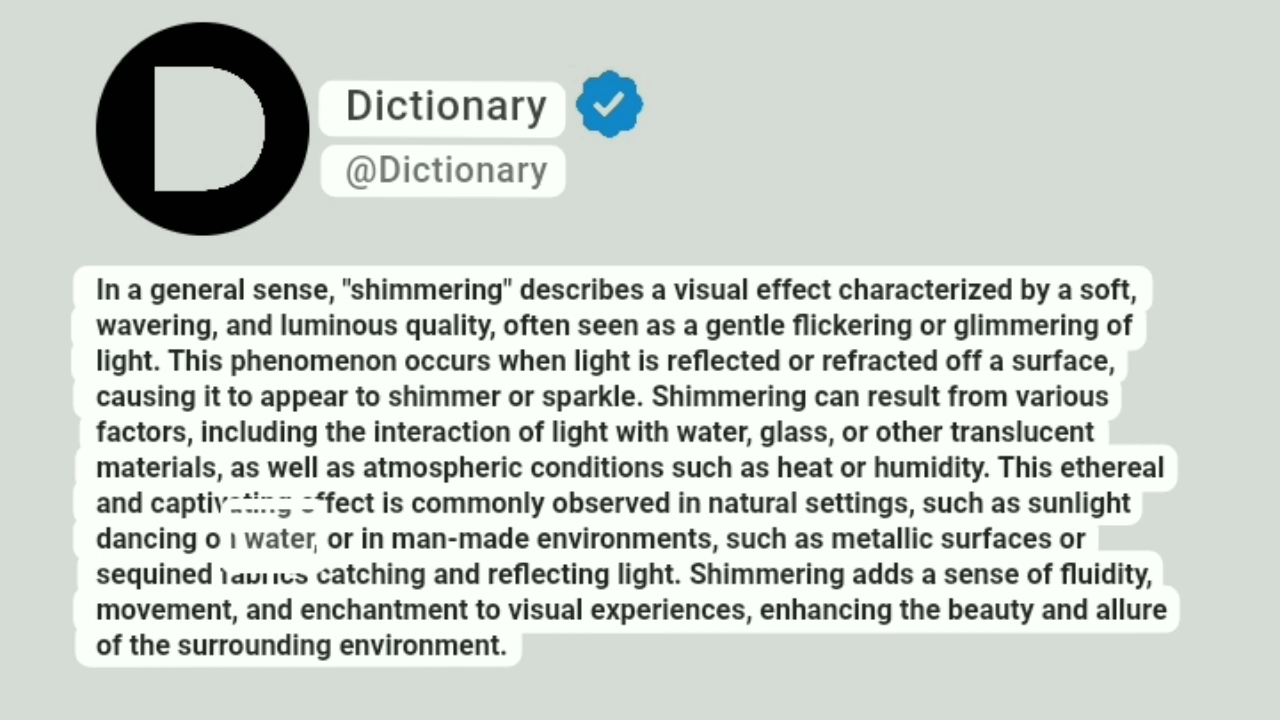 D
Dictionary
@Dictionary
In a general sense, "shimmering" describes a visual effect characterized by a soft,
wavering, and luminous quality, often seen as a gentle flickering or glimmering of
light. This phenomenon occurs when light is reflected or refracted off a surface,
causing it to appear to shimmer or sparkle. Shimmering can result from various
factors, including the interaction of light with water, glass, or other translucent
materials, as well as atmospheric conditions such as heat or humidity. This ethereal
and captivating effect is commonly observed in natural settings, such as sunlight
dancing on water, or in man-made environments, such as metallic surfaces or
sequined fabrics catching and reflecting light. Shimmering adds a sense of fluidity,
movement, and enchantment to visual experiences, enhancing the beauty and allure
of the surrounding environment.